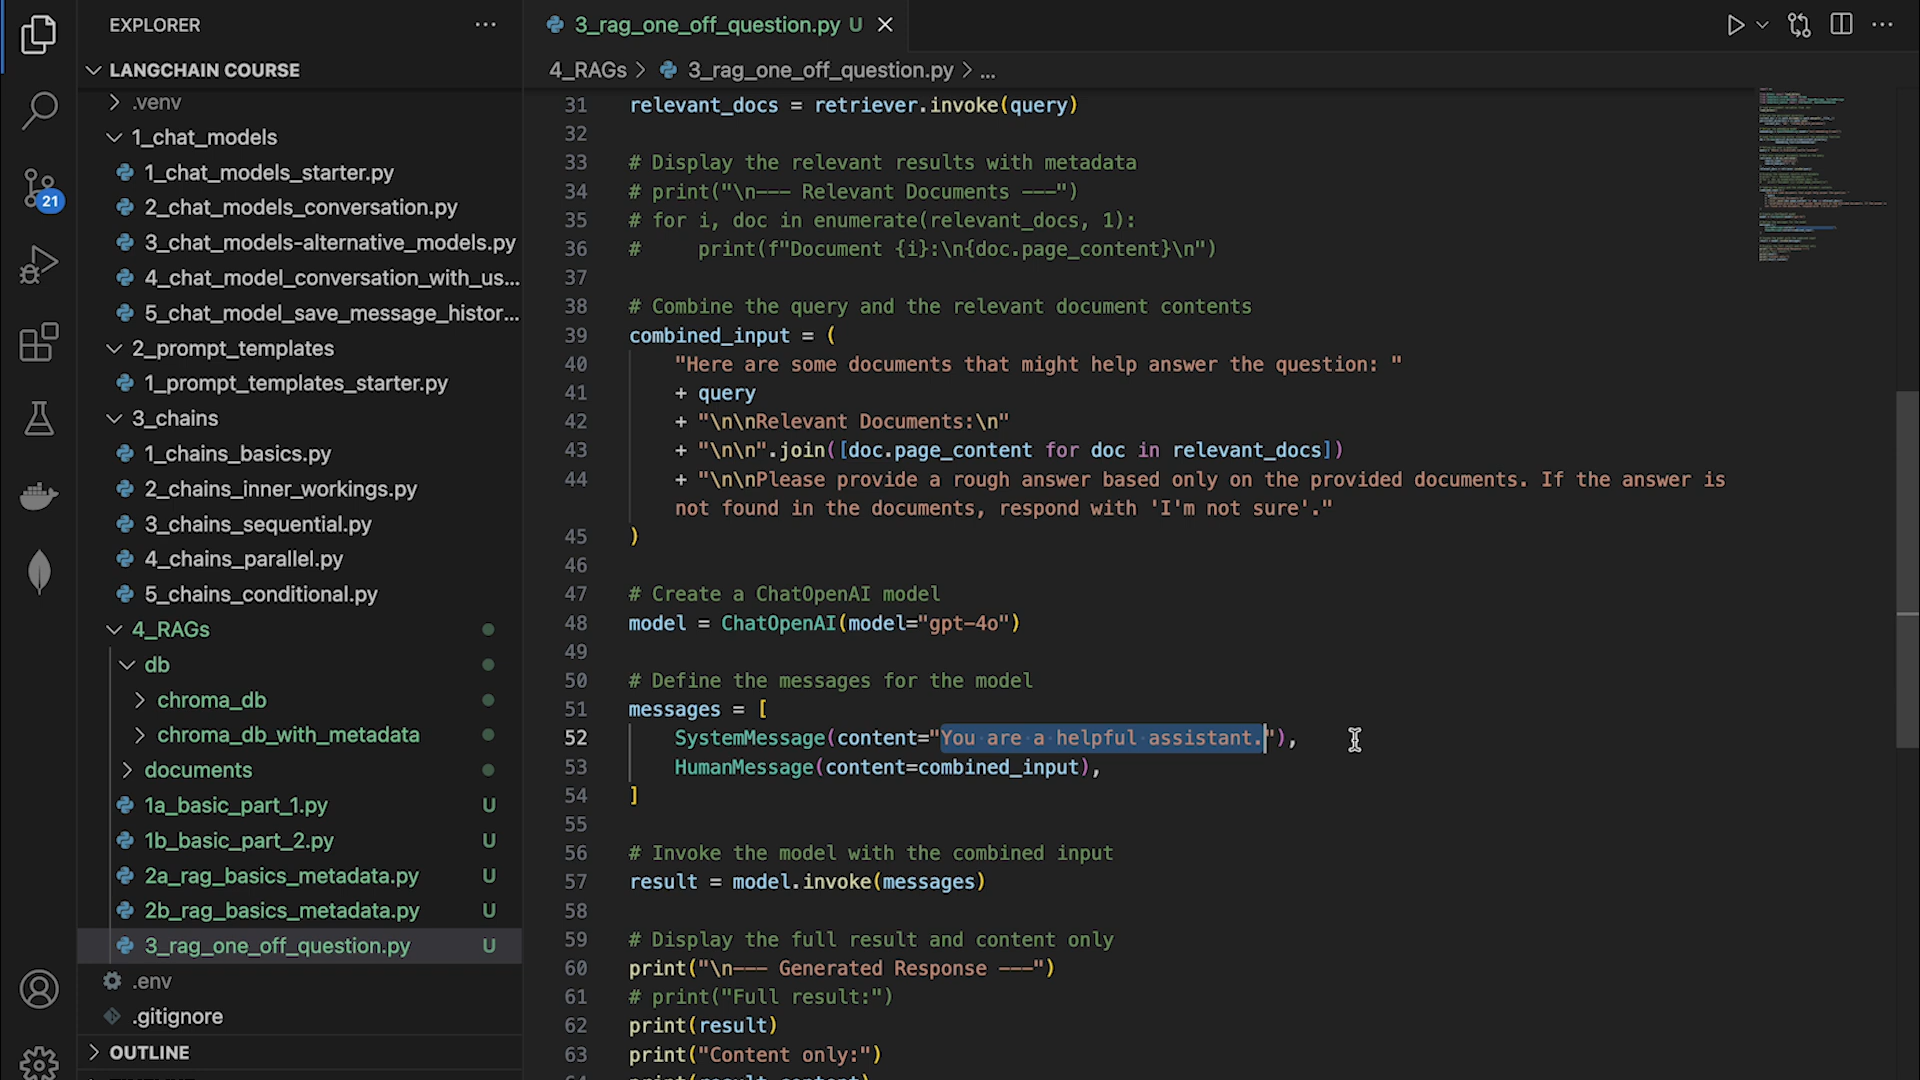 EXPLORER
LANGCHAIN COURSE
.venv
1_chat_models
1_chat_models_starter.py
2_chat_models_conversation.py
3_chat_models-alternative_models.py
4_chat_model_conversation_with_us...
5_chat_model_save_message_histor...
2_prompt_templates
1_prompt_templates_starter.py
3_chains
1_chains_basics.py
2_chains_inner_workings.py
3_chains_sequential.py
4_chains_parallel.py
5_chains_conditional.py
4_RAGs
db
chroma_db
chroma_db_with_metadata
documents
1a_basic_part_1.py U
1b_basic_part_2.py U
2a_rag_basics_metadata.py U
2b_rag_basics_metadata.py U
3_rag_one_off_question.py U
.env
.gitignore
OUTLINE
21
3_rag_one_off_question.py U
4_RAGs > 3_rag_one_off_question.py > ...
31 relevant_docs = retriever.invoke(query)
32
33 # Display the relevant results with metadata
34 # print("\n--- Relevant Documents ---")
35 # for i, doc in enumerate(relevant_docs, 1):
36 #     print(f"Document {i}:\n{doc.page_content}\n")
37
38 # Combine the query and the relevant document contents
39 combined_input = (
40     "Here are some documents that might help answer the question: "
41     + query
42     + "\n\nRelevant Documents:\n"
43     + "\n\n".join([doc.page_content for doc in relevant_docs])
44     + "\n\nPlease provide a rough answer based only on the provided documents. If the answer is
not found in the documents, respond with 'I'm not sure'."
45 )
46
47 # Create a ChatOpenAI model
48 model = ChatOpenAI(model="gpt-4o")
49
50 # Define the messages for the model
51 messages = [
52     SystemMessage(content="You are a helpful assistant."),
53     HumanMessage(content=combined_input),
54 ]
55
56 # Invoke the model with the combined input
57 result = model.invoke(messages)
58
59 # Display the full result and content only
60 print("\n--- Generated Response ---")
61 # print("Full result:")
62 print(result)
63 print("Content only:")